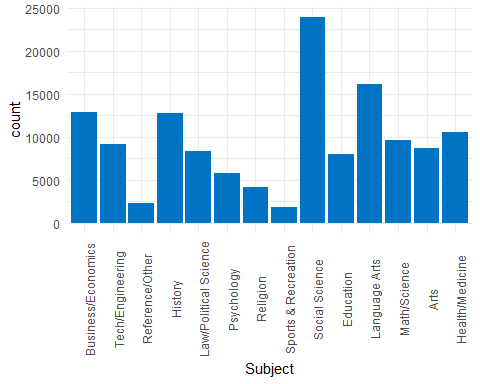 25000
20000
15000
10000
5000
0
count
Business/Economics
Tech/Engineering
Reference/Other
History
Law/Political Science
Psychology
Religion
Sports & Recreation
Social Science
Education
Language Arts
Math/Science
Arts
Health/Medicine
Subject